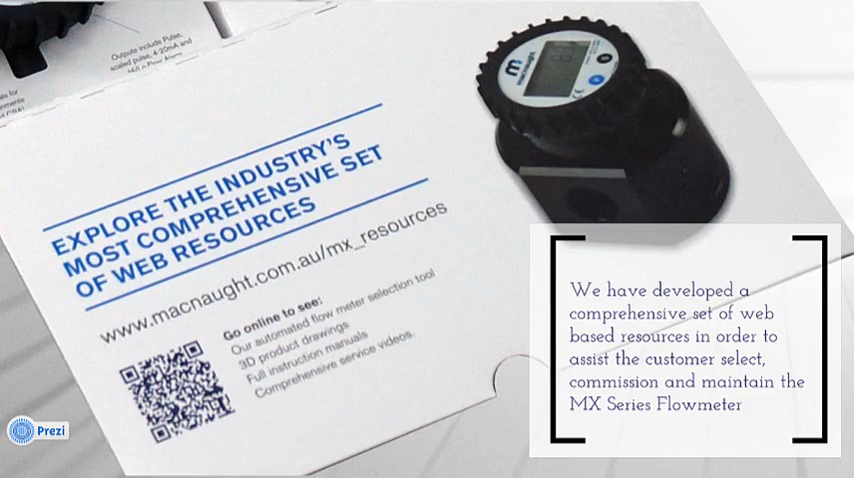 Outputs include Pulse,
scaled pulse, 4-20mA and
EXPLORE THE INDUSTRY'S
MOST COMPREHENSIVE SET
OF WEB RESOURCES
www.macnaught.com.au/mx_resources
Go online to see:
Our automated flow meter selection tool
3D product drawings
Full instruction manuals
Comprehensive service videos.
m
macnaught
CE
We have developed a
comprehensive set of web
based resources in order to
assist the customer select,
commission and maintain the
MX Series Flowmeter
Prezi